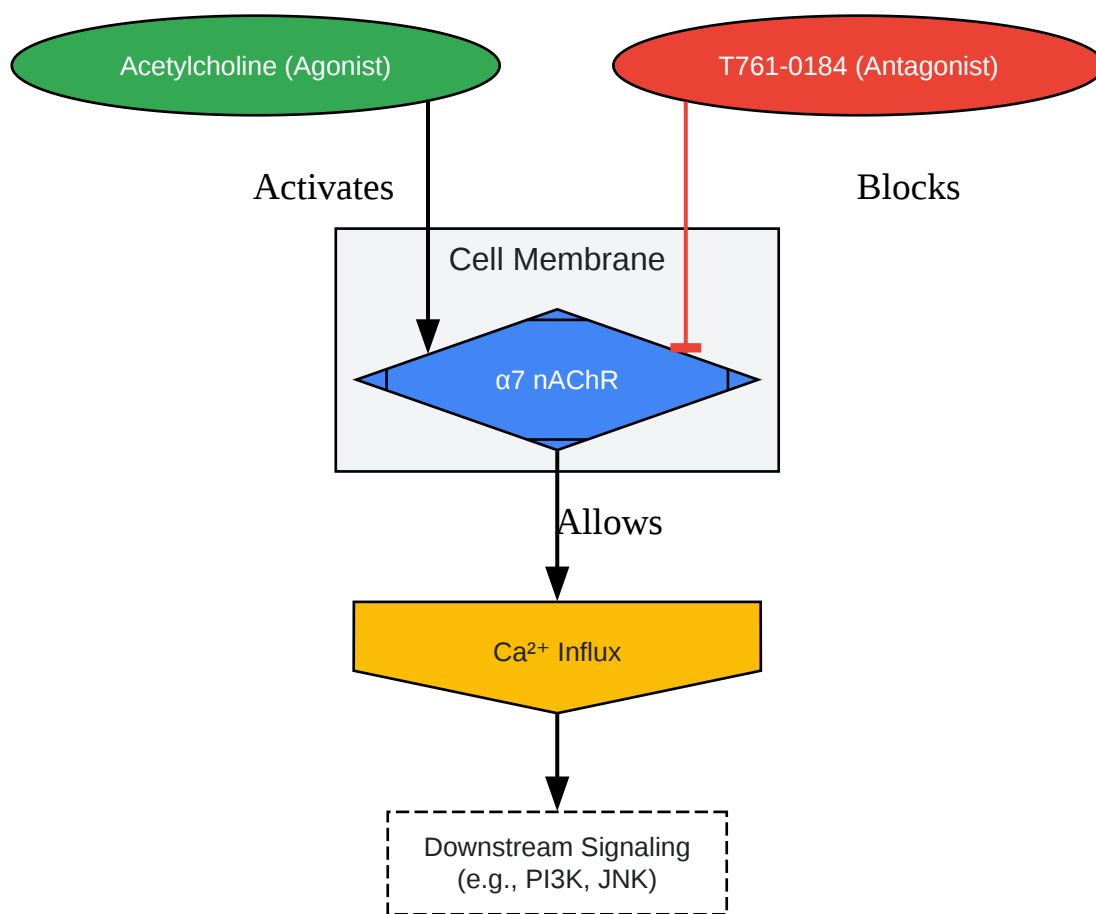 Acetylcholine (Agonist)
T761-0184 (Antagonist)
Activates
Blocks
Cell Membrane
α7 nAChR
Allows
Ca²⁺ Influx
Downstream Signaling
(e.g., PI3K, JNK)